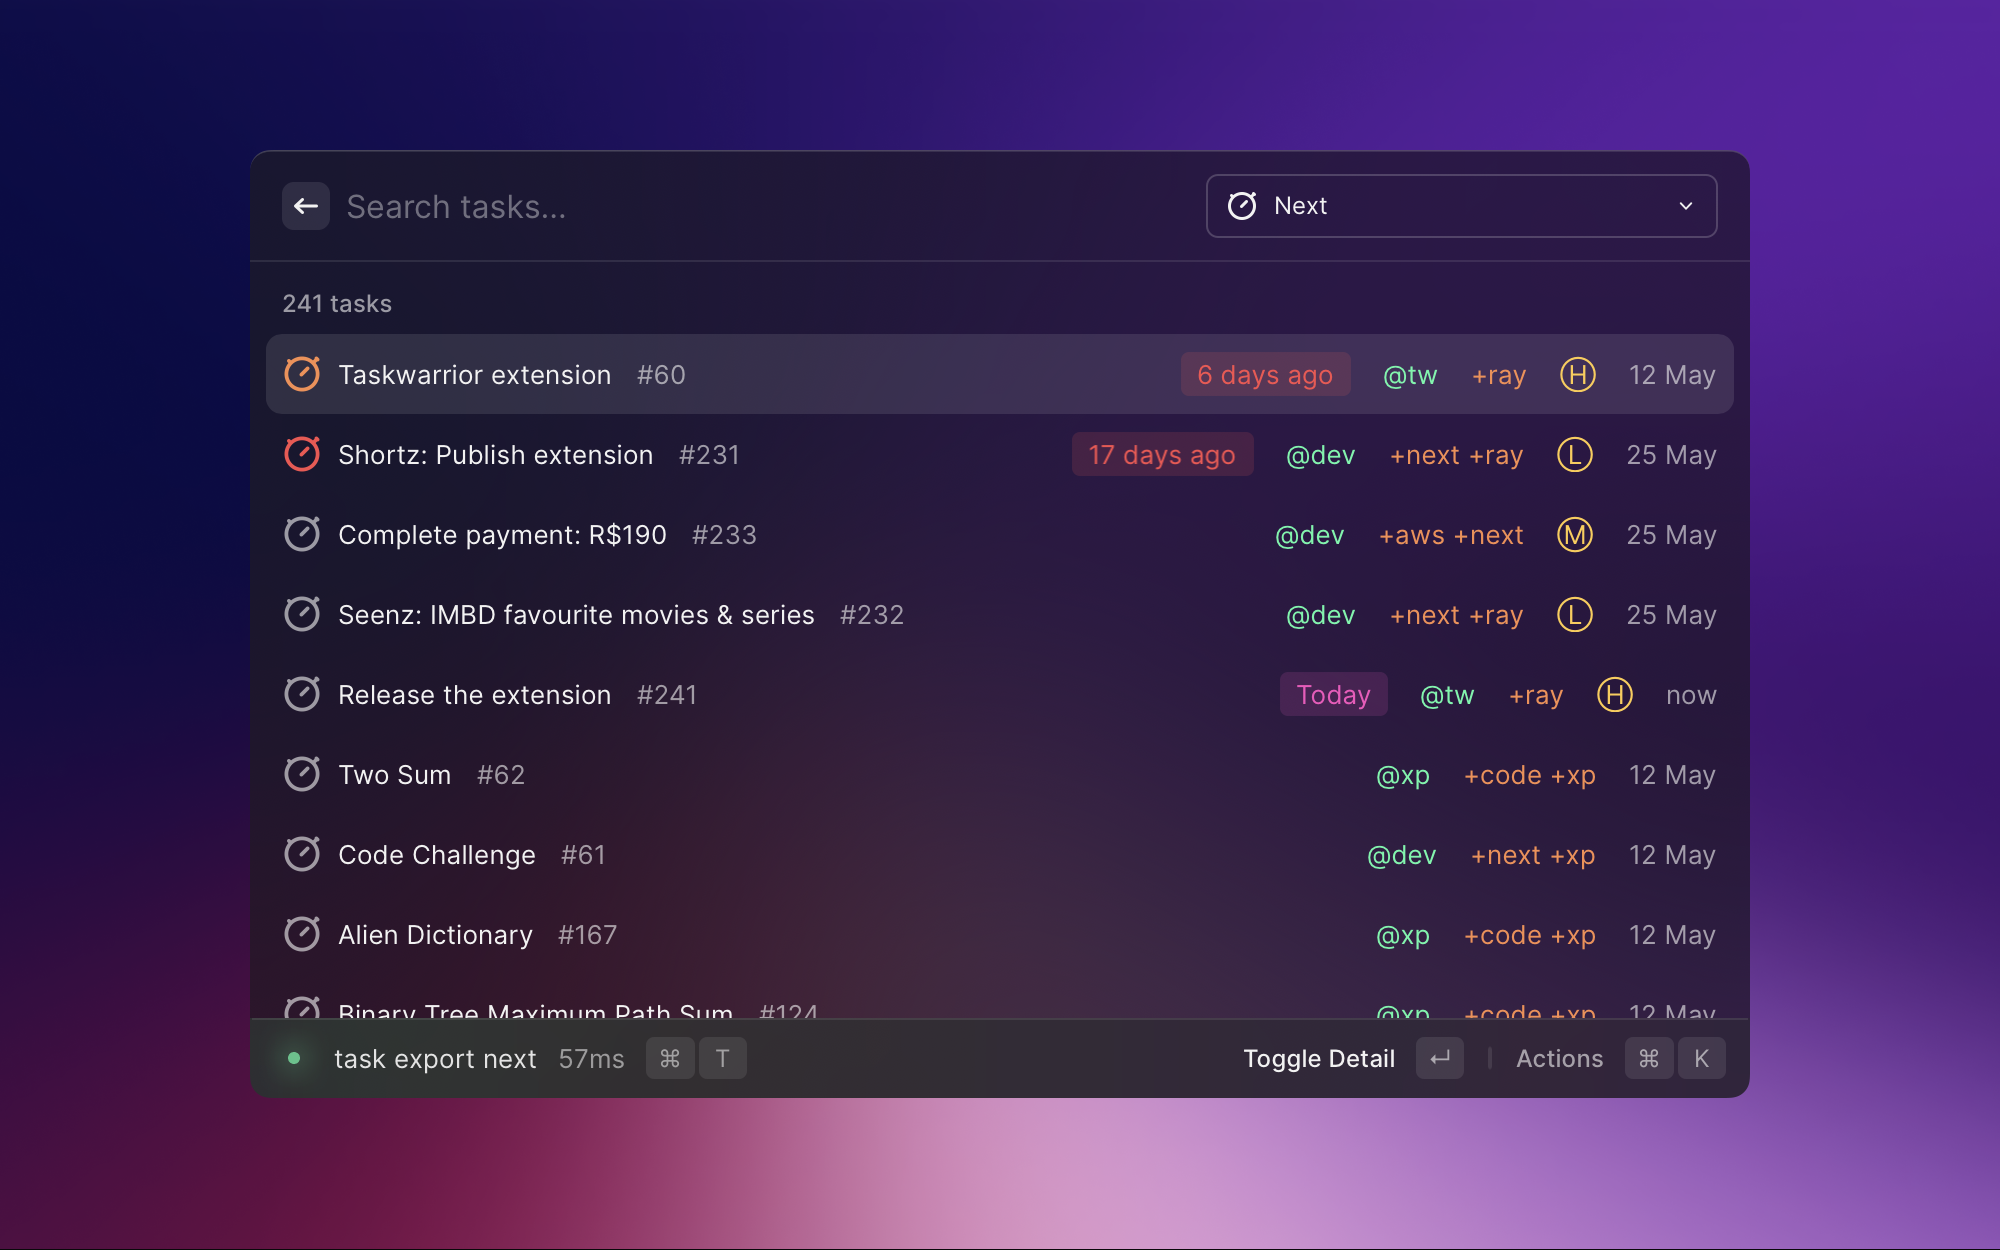 Search tasks...
Next
241 tasks
Taskwarrior extension #60 6 days ago @tw +ray H 12 May
Shortz: Publish extension #231 17 days ago @dev +next +ray L 25 May
Complete payment: R$190 #233 @dev +aws +next M 25 May
Seenz: IMBD favourite movies & series #232 @dev +next +ray L 25 May
Release the extension #241 Today @tw +ray H now
Two Sum #62 @xp +code +xp 12 May
Code Challenge #61 @dev +next +xp 12 May
Alien Dictionary #167 @xp +code +xp 12 May
Binary Tree Maximum Path Sum #124 @xp +code +xp 12 May
task export next 57ms ⌘ T Toggle Detail ↵ Actions ⌘ K